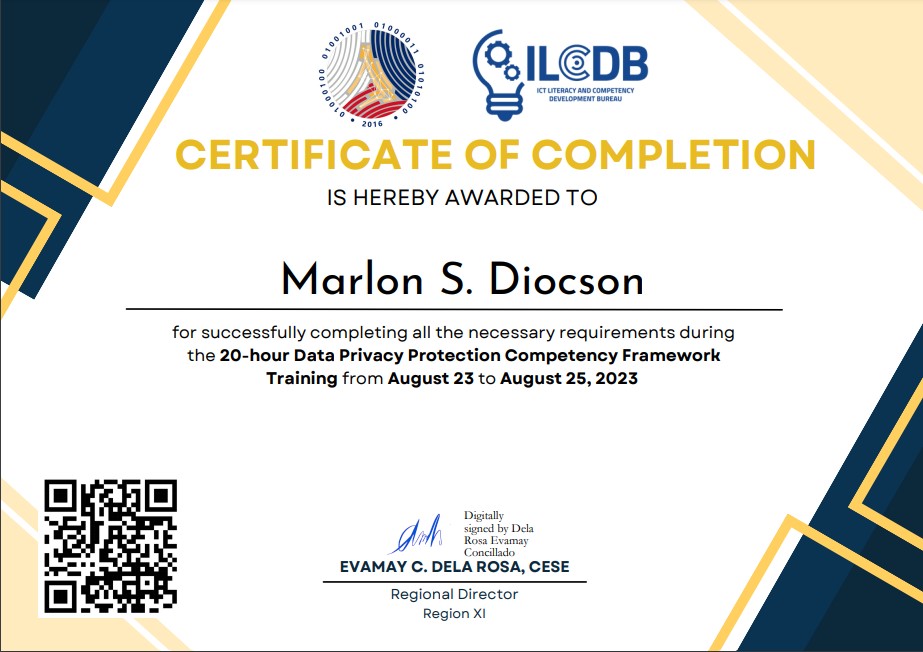 01000100 01001001 01000011 01010100
• 2016 •
ILCDB
ICT LITERACY AND COMPETENCY
DEVELOPMENT BUREAU
CERTIFICATE OF COMPLETION
IS HEREBY AWARDED TO
Marlon S. Diocson
for successfully completing all the necessary requirements during
the 20-hour Data Privacy Protection Competency Framework
Training from August 23 to August 25, 2023
Digitally
signed by Dela
Rosa Evamay
Concillado
EVAMAY C. DELA ROSA, CESE
Regional Director
Region XI